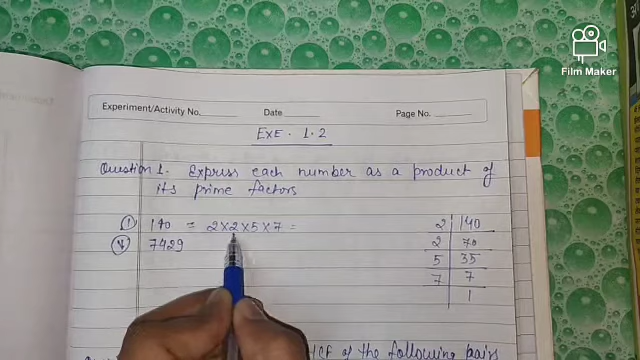 Film Maker
Experiment/Activity No. Date Page No.
EXE. 1.2
Question 1. Express each number as a product of
its prime factors
(i) 140 = 2×2×5×7 =
(v) 7429
2 140
2 70
5 35
7 7
1
HCF of the following pairs